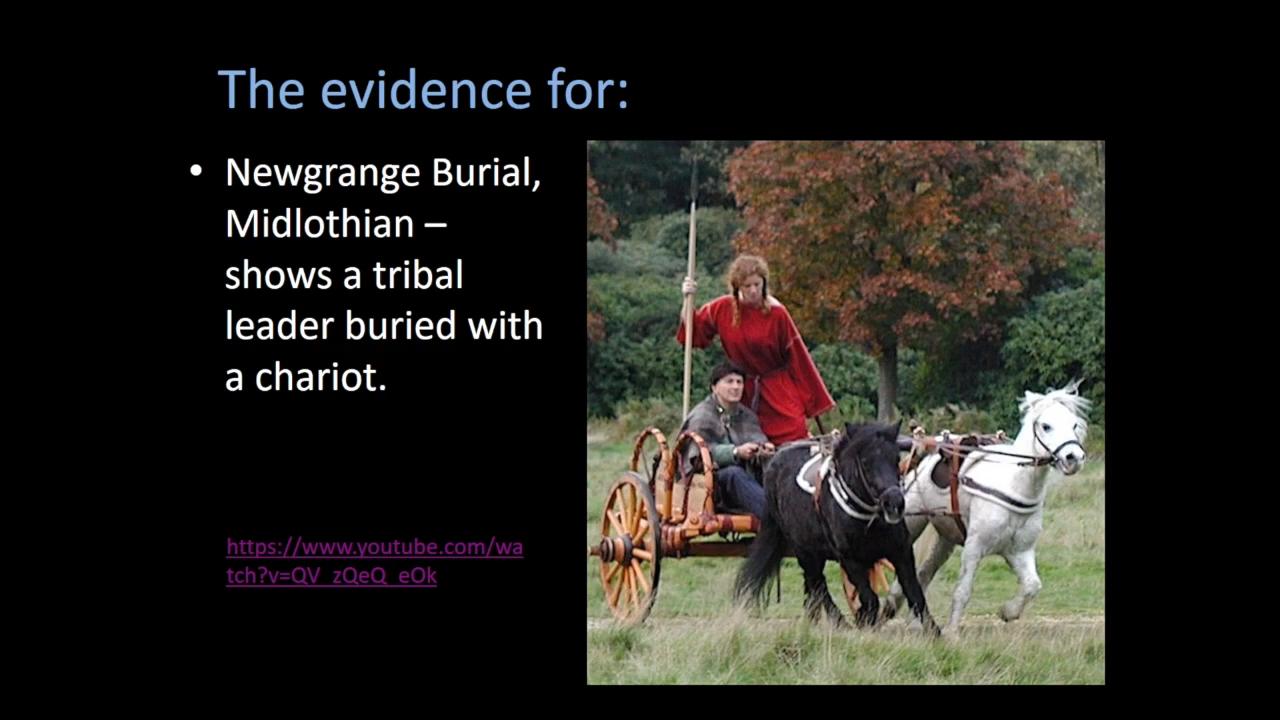 The evidence for:
• Newgrange Burial,
Midlothian –
shows a tribal
leader buried with
a chariot.
https://www.youtube.com/wa
tch?v=QV_zQeQ_eOk